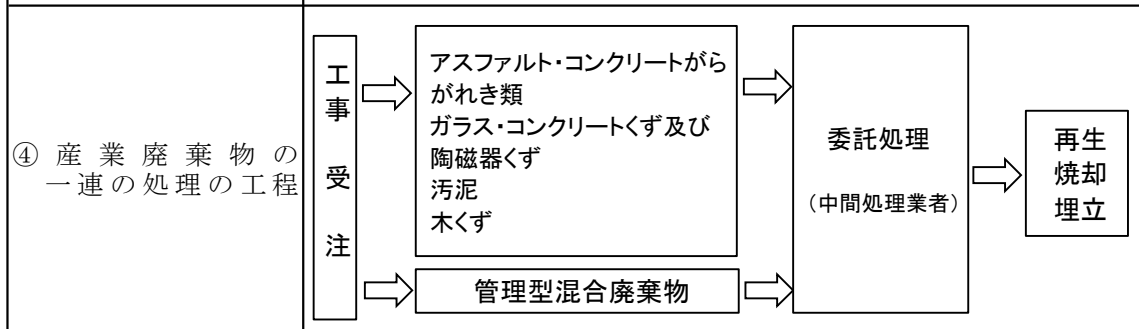 ④ 産業廃棄物の
一連の処理の工程
工事受注
アスファルト・コンクリートがら
がれき類
ガラス・コンクリートくず及び
陶磁器くず
汚泥
木くず
管理型混合廃棄物
委託処理
（中間処理業者）
再生
焼却
埋立